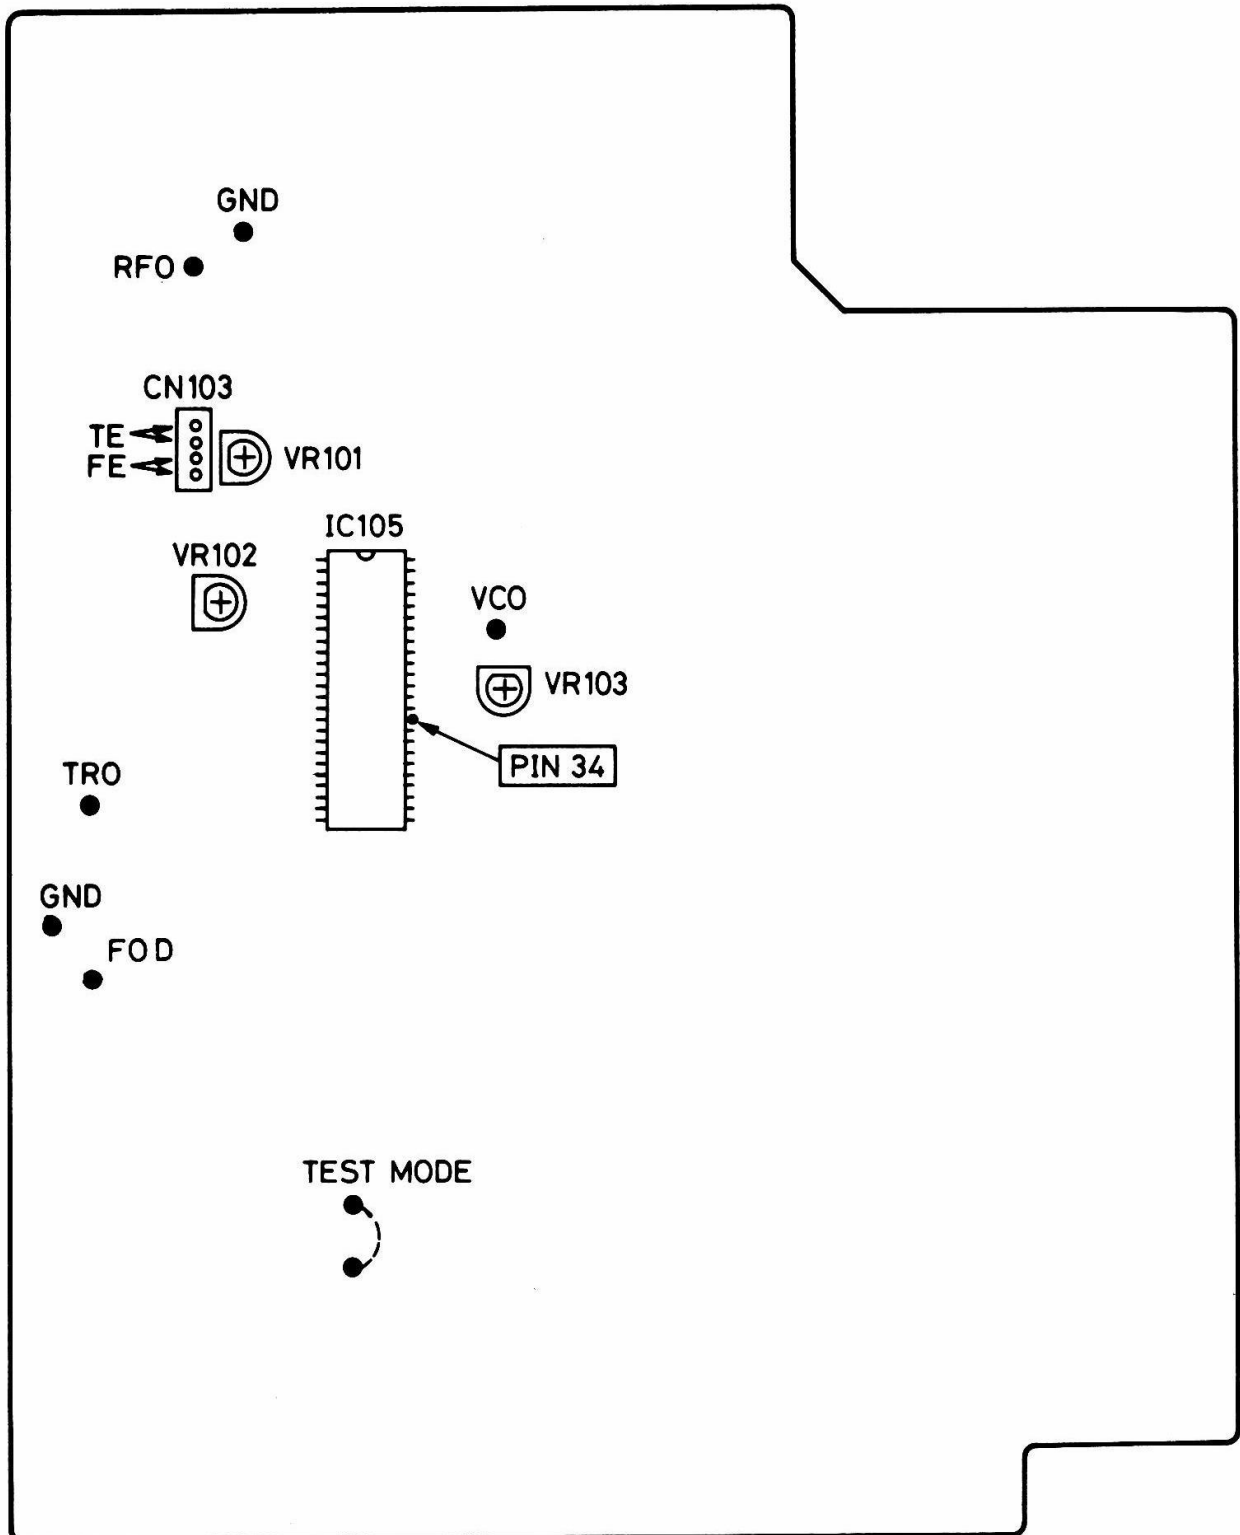 GND
RFO
CN103
TE
FE
VR101
IC105
VR102
VCO
VR103
PIN 34
TRO
GND
FOD
TEST MODE